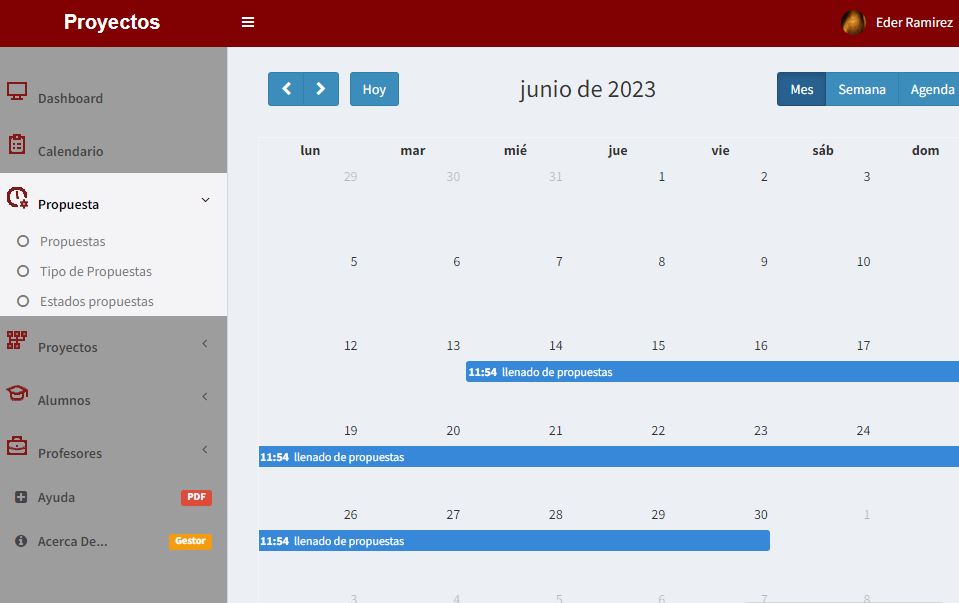 Proyectos
Eder Ramirez
Dashboard
Calendario
Propuesta
Propuestas
Tipo de Propuestas
Estados propuestas
Proyectos
Alumnos
Profesores
Ayuda PDF
Acerca De... Gestor
Hoy junio de 2023 Mes Semana Agenda
lun mar mié jue vie sáb dom
29 30 31 1 2 3
5 6 7 8 9 10
12 13 14 15 16 17
11:54 llenado de propuestas
19 20 21 22 23 24
11:54 llenado de propuestas
26 27 28 29 30 1
11:54 llenado de propuestas
3 4 5 6 7 8